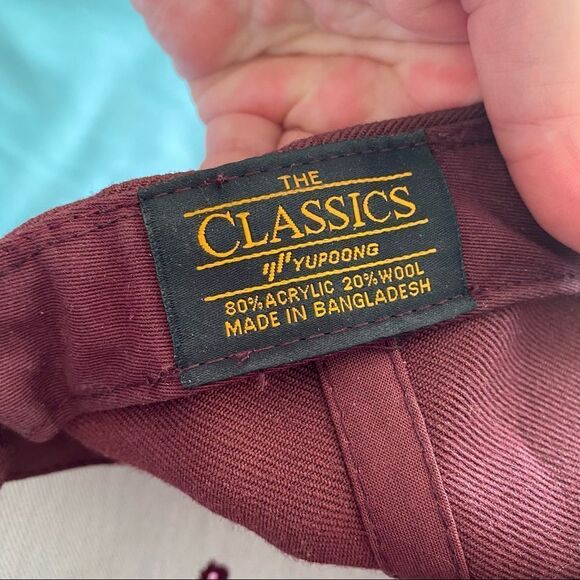 THE
CLASSICS
YUPOONG
80% ACRYLIC 20% WOOL
MADE IN BANGLADESH